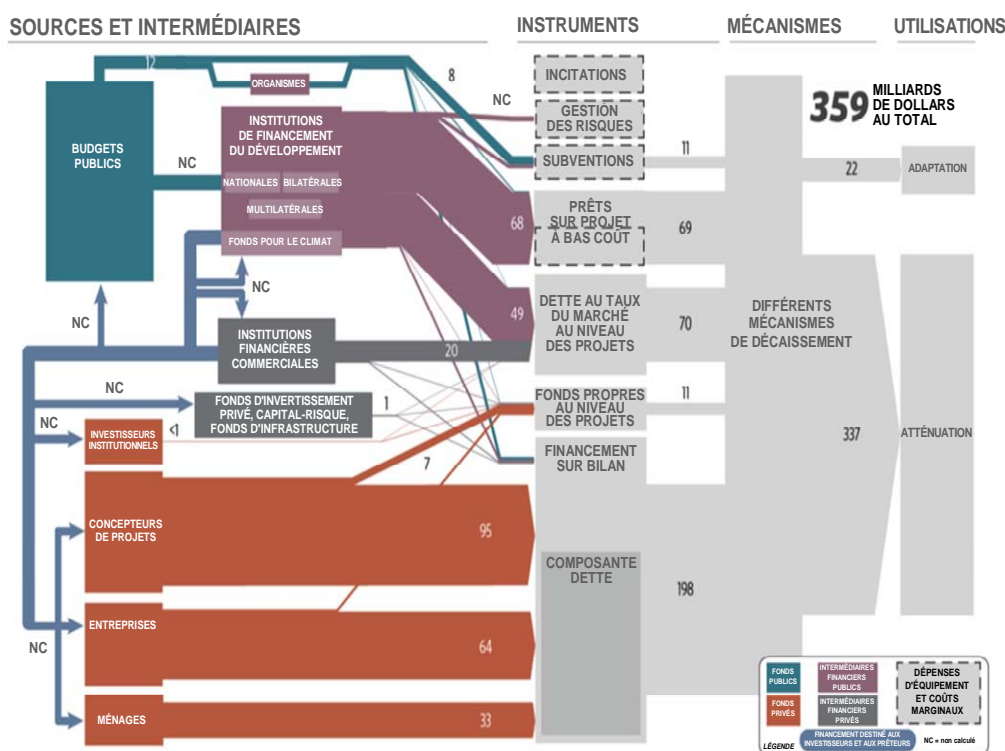 SOURCES ET INTERMÉDIAIRES
INSTRUMENTS
MÉCANISMES
UTILISATIONS
12
ORGANISMES
8
NC
INCITATIONS
GESTION
DES RISQUES
SUBVENTIONS
11
359
MILLIARDS
DE DOLLARS
AU TOTAL
22
ADAPTATION
BUDGETS
PUBLICS
NC
INSTITUTIONS
DE FINANCEMENT
DU DÉVELOPPEMENT
NATIONALES
BILATÉRALES
MULTILATÉRALES
FONDS POUR LE CLIMAT
68
PRÊTS
SUR PROJET
À BAS COÛT
69
NC
NC
INSTITUTIONS
FINANCIÈRES
COMMERCIALES
49
20
DETTE AU TAUX
DU MARCHÉ
AU NIVEAU
DES PROJETS
70
DIFFÉRENTS
MÉCANISMES
DE DÉCAISSEMENT
NC
FONDS D'INVERTISSEMENT
PRIVÉ, CAPITAL-RISQUE,
FONDS D'INFRASTRUCTURE
1
FONDS PROPRES
AU NIVEAU
DES PROJETS
11
NC
INVESTISSEURS
INSTITUTIONNELS
<1
7
FINANCEMENT
SUR BILAN
337
ATTÉNUATION
CONCEPTEURS
DE PROJETS
95
COMPOSANTE
DETTE
198
ENTREPRISES
64
NC
MÉNAGES
33
FONDS
PUBLICS
INTERMÉDIAIRES
FINANCIERS
PUBLICS
DÉPENSES
D'ÉQUIPEMENT
ET COÛTS
MARGINAUX
FONDS
PRIVÉS
INTERMÉDIAIRES
FINANCIERS
PRIVÉS
LÉGENDE
FINANCEMENT DESTINÉ AUX
INVESTISSEURS ET AUX PRÊTEURS
NC = non calculé